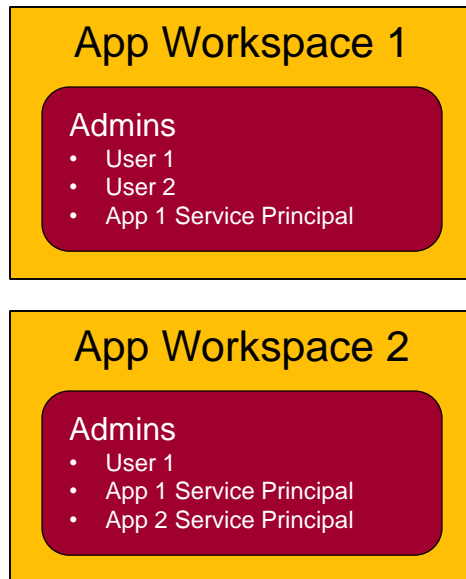 App Workspace 1
Admins
• User 1
• User 2
• App 1 Service Principal
App Workspace 2
Admins
• User 1
• App 1 Service Principal
• App 2 Service Principal